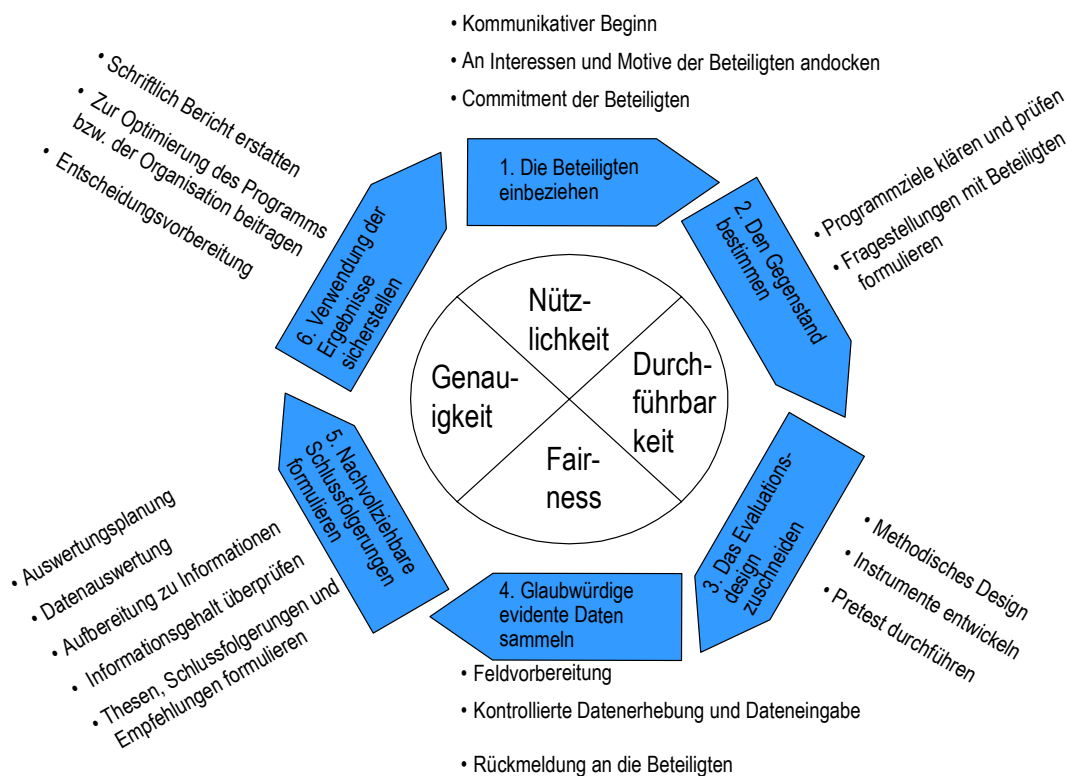 • Kommunikativer Beginn
• An Interessen und Motive der Beteiligten andocken
• Commitment der Beteiligten
1. Die Beteiligten
einbeziehen
2. Den Gegenstand
bestimmen
• Programmziele klären und prüfen
• Fragestellungen mit Beteiligten
formulieren
3. Das Evaluations-
design
zuschneiden
• Methodisches Design
• Instrumente entwickeln
• Pretest durchführen
4. Glaubwürdige
evidente Daten
sammeln
• Feldvorbereitung
• Kontrollierte Datenerhebung und Dateneingabe
• Rückmeldung an die Beteiligten
5. Nachvollziehbare
Schlussfolgerungen
formulieren
• Auswertungsplanung
• Datenauswertung
• Aufbereitung zu Informationen
• Informationsgehalt überprüfen
• Thesen, Schlussfolgerungen und
Empfehlungen formulieren
6. Verwendung der
Ergebnisse
sicherstellen
• Schriftlich Bericht erstatten
• Zur Optimierung des Programms
bzw. der Organisation beitragen
• Entscheidungsvorbereitung
Nütz-
lichkeit
Durch-
führbar
keit
Fair-
ness
Genau-
igkeit